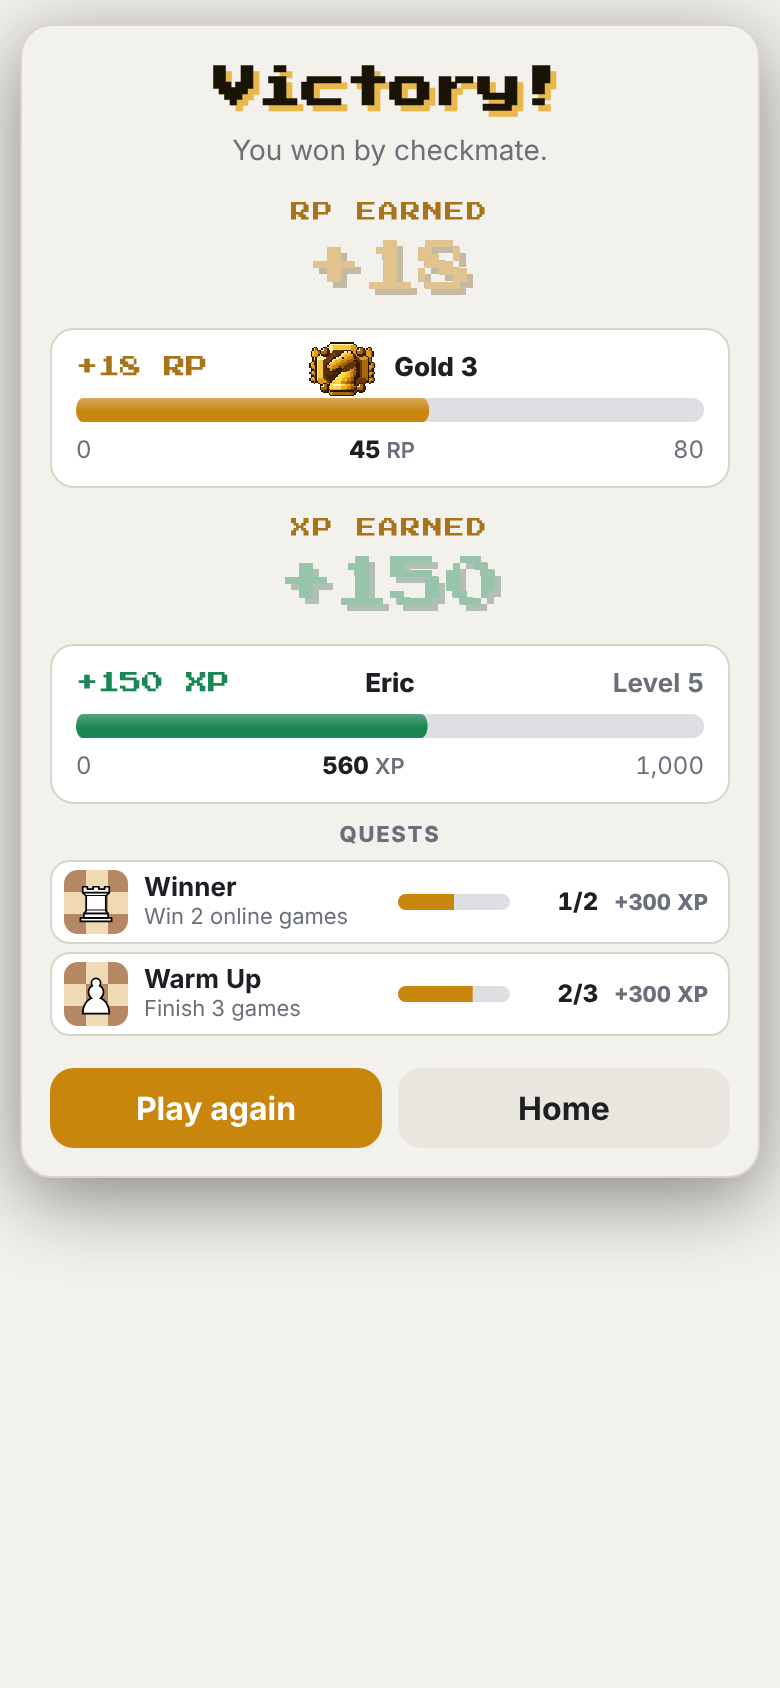 Victory!
You won by checkmate.
RP EARNED
+18
+18 RP Gold 3
0 45 RP 80
XP EARNED
+150
+150 XP Eric Level 5
0 560 XP 1,000
QUESTS
Winner
Win 2 online games
1/2 +300 XP
Warm Up
Finish 3 games
2/3 +300 XP
Play again Home